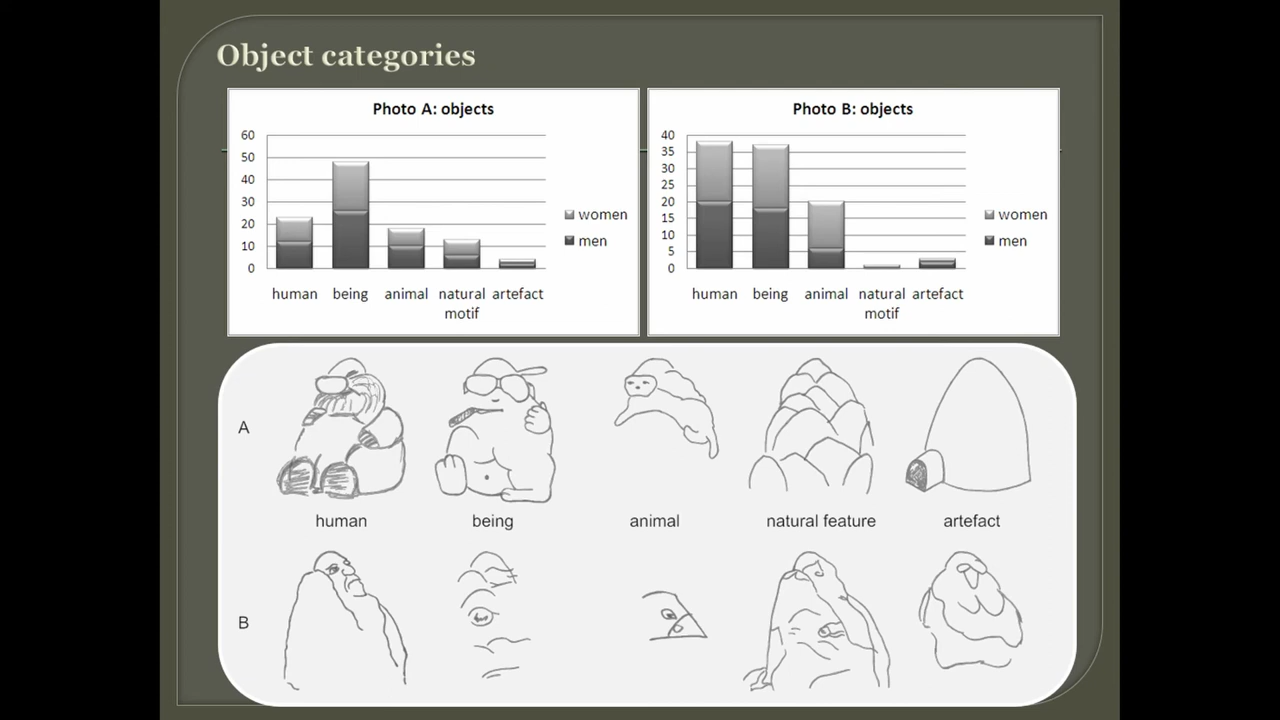 Object categories
Photo A: objects
60
50
40
30
20
10
0
women
men
human being animal natural artefact
motif
Photo B: objects
40
35
30
25
20
15
10
5
0
women
men
human being animal natural artefact
motif
A
human being animal natural feature artefact
B